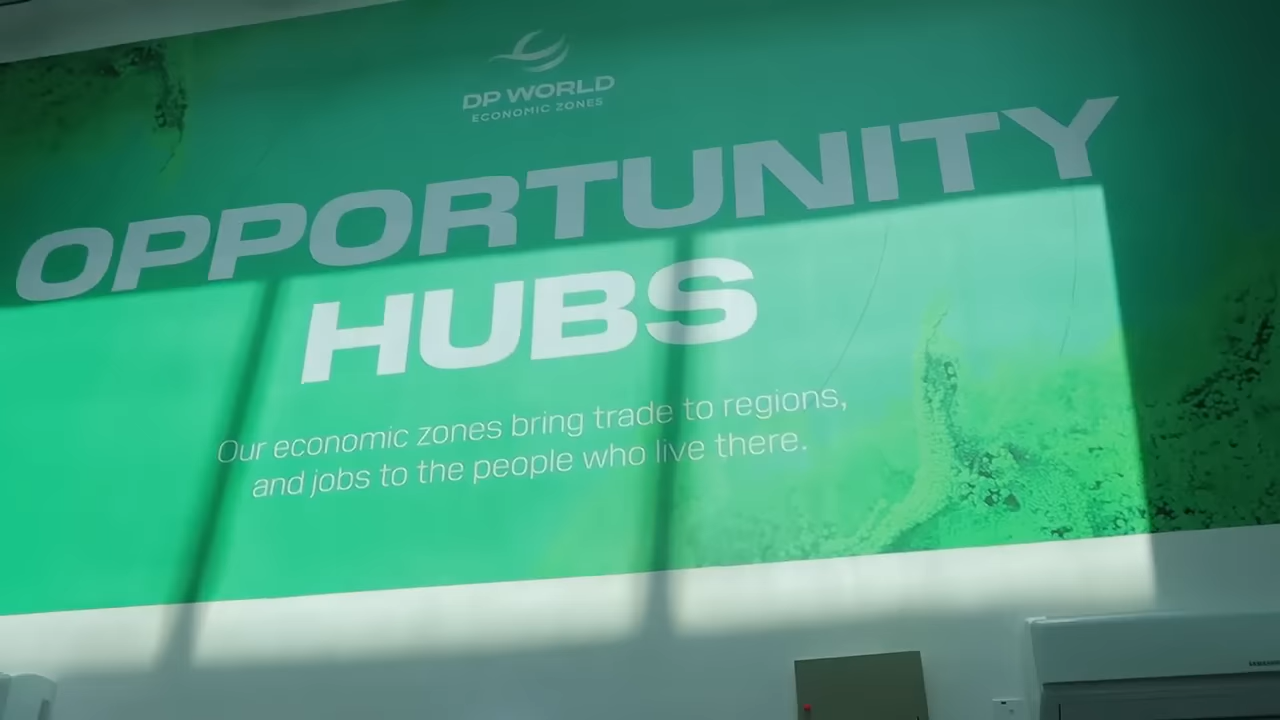 DP WORLD
ECONOMIC ZONES
OPPORTUNITY
HUBS
Our economic zones bring trade to regions,
and jobs to the people who live there.